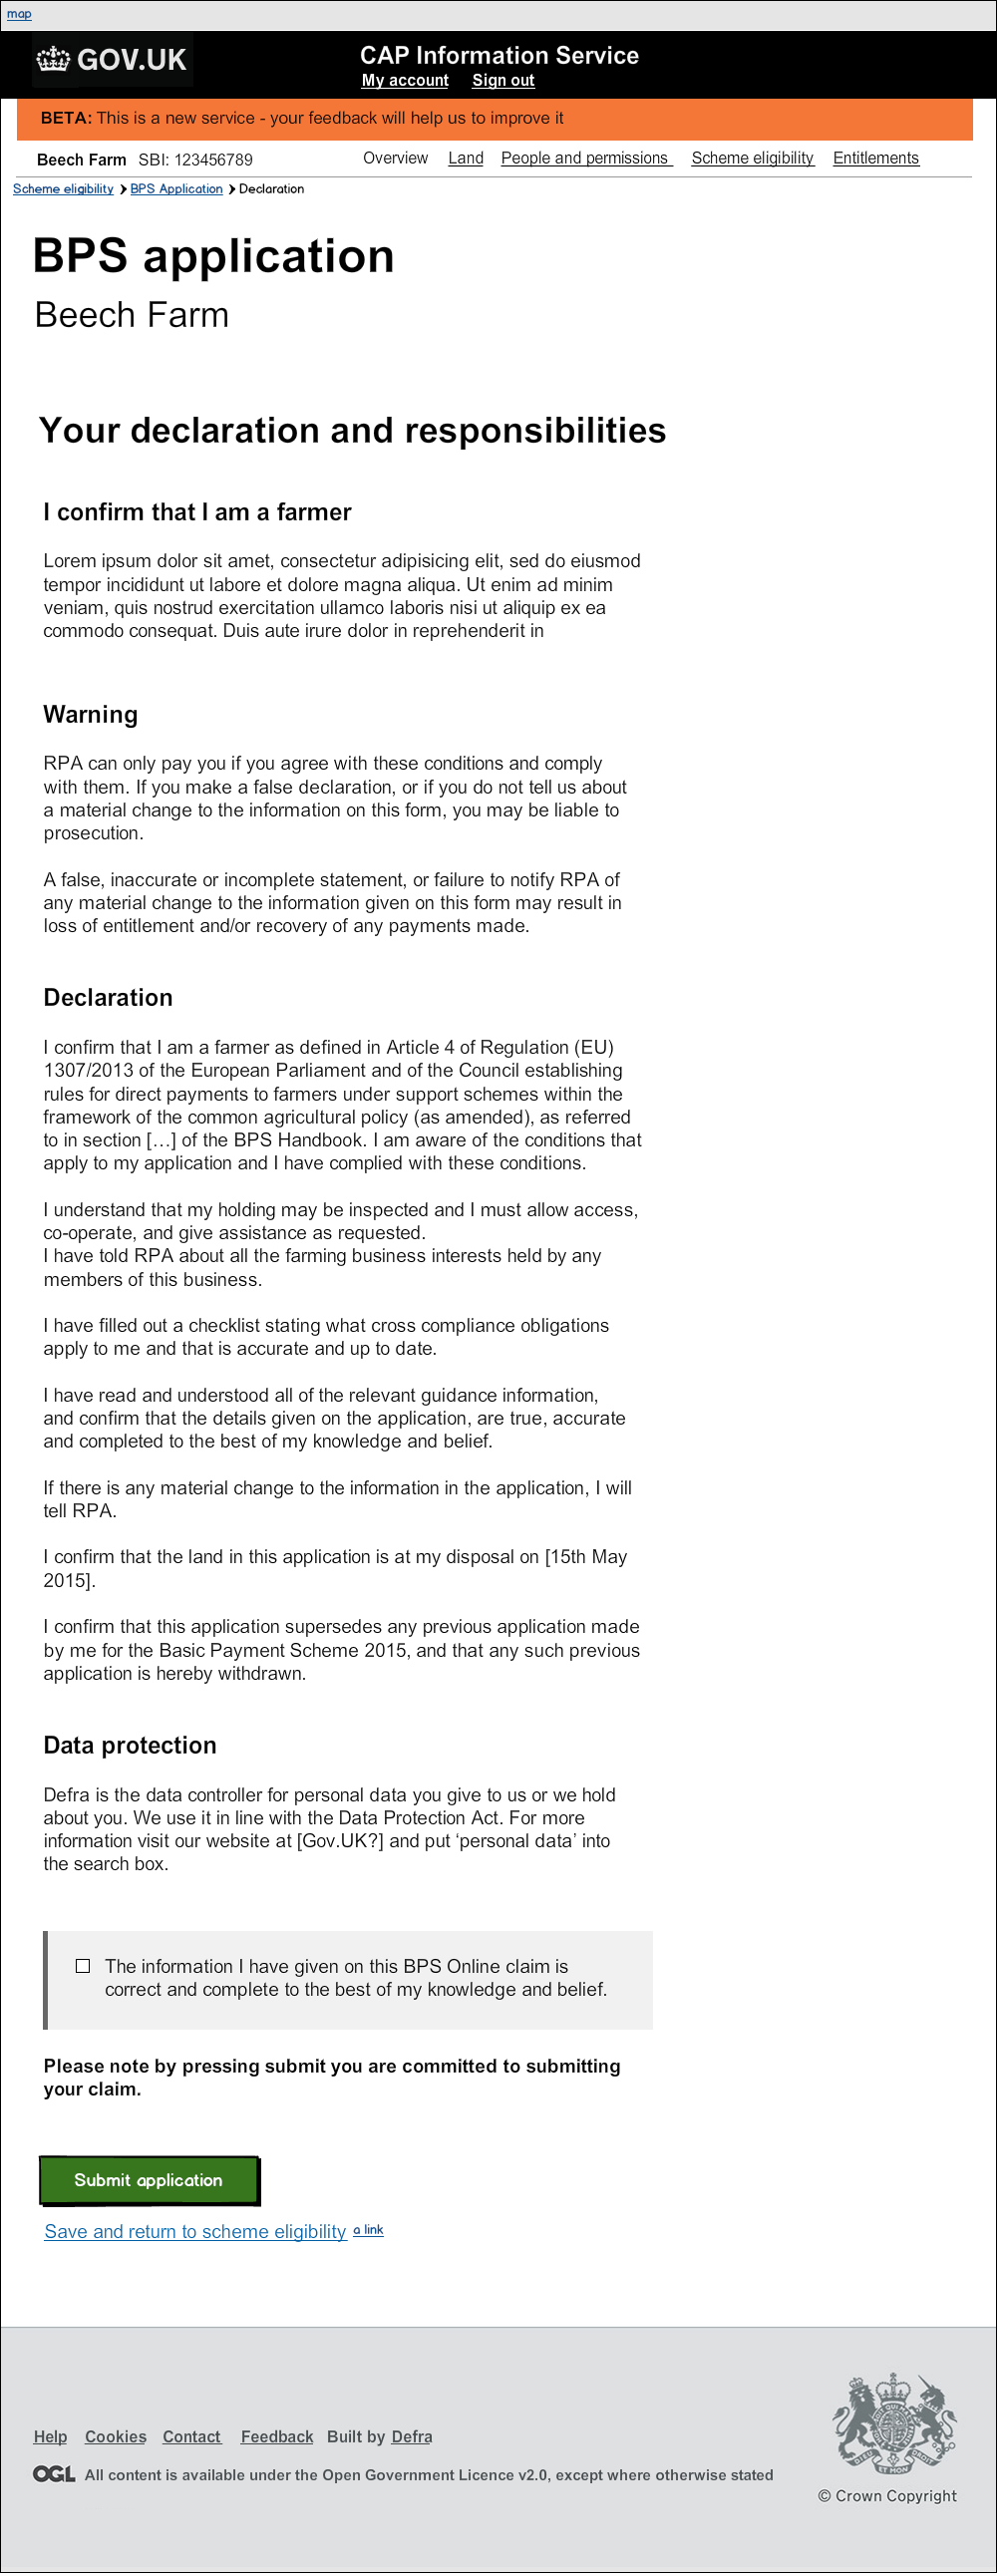 map
GOV.UK
CAP Information Service
My account Sign out
BETA: This is a new service - your feedback will help us to improve it
Beech Farm SBI: 123456789
Overview Land People and permissions Scheme eligibility Entitlements
Scheme eligibility BPS Application Declaration
BPS application
Beech Farm
Your declaration and responsibilities
I confirm that I am a farmer
Lorem ipsum dolor sit amet, consectetur adipisicing elit, sed do eiusmod
tempor incididunt ut labore et dolore magna aliqua. Ut enim ad minim
veniam, quis nostrud exercitation ullamco laboris nisi ut aliquip ex ea
commodo consequat. Duis aute irure dolor in reprehenderit in
Warning
RPA can only pay you if you agree with these conditions and comply
with them. If you make a false declaration, or if you do not tell us about
a material change to the information on this form, you may be liable to
prosecution.
A false, inaccurate or incomplete statement, or failure to notify RPA of
any material change to the information given on this form may result in
loss of entitlement and/or recovery of any payments made.
Declaration
I confirm that I am a farmer as defined in Article 4 of Regulation (EU)
1307/2013 of the European Parliament and of the Council establishing
rules for direct payments to farmers under support schemes within the
framework of the common agricultural policy (as amended), as referred
to in section […] of the BPS Handbook. I am aware of the conditions that
apply to my application and I have complied with these conditions.
I understand that my holding may be inspected and I must allow access,
co-operate, and give assistance as requested.
I have told RPA about all the farming business interests held by any
members of this business.
I have filled out a checklist stating what cross compliance obligations
apply to me and that is accurate and up to date.
I have read and understood all of the relevant guidance information,
and confirm that the details given on the application, are true, accurate
and completed to the best of my knowledge and belief.
If there is any material change to the information in the application, I will
tell RPA.
I confirm that the land in this application is at my disposal on [15th May
2015].
I confirm that this application supersedes any previous application made
by me for the Basic Payment Scheme 2015, and that any such previous
application is hereby withdrawn.
Data protection
Defra is the data controller for personal data you give to us or we hold
about you. We use it in line with the Data Protection Act. For more
information visit our website at [Gov.UK?] and put ‘personal data’ into
the search box.
The information I have given on this BPS Online claim is
correct and complete to the best of my knowledge and belief.
Please note by pressing submit you are committed to submitting
your claim.
Submit application
Save and return to scheme eligibility a link
Help Cookies Contact Feedback Built by Defra
OGL All content is available under the Open Government Licence v2.0, except where otherwise stated
© Crown Copyright